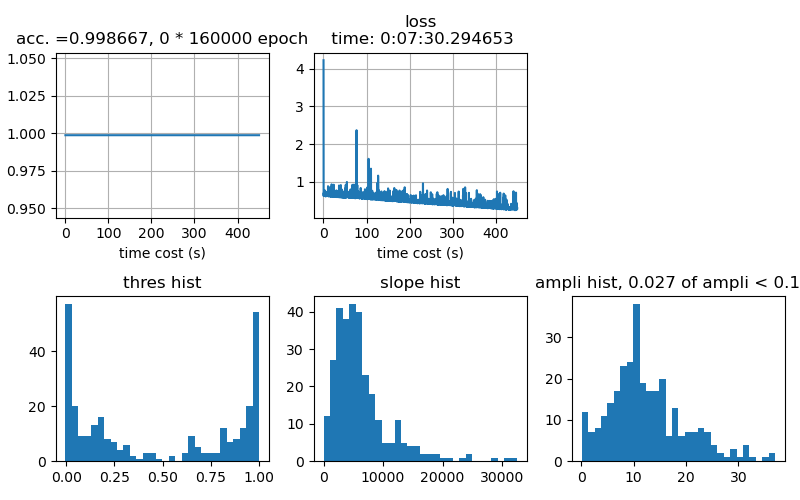 acc. =0.998667, 0 * 160000 epoch
1.050
1.025
1.000
0.975
0.950
0 100 200 300 400
time cost (s)
loss
time: 0:07:30.294653
4
3
2
1
0 100 200 300 400
time cost (s)
thres hist
40
20
0
0.00 0.25 0.50 0.75 1.00
slope hist
40
30
20
10
0
0 10000 20000 30000
ampli hist, 0.027 of ampli < 0.1
30
20
10
0
0 10 20 30